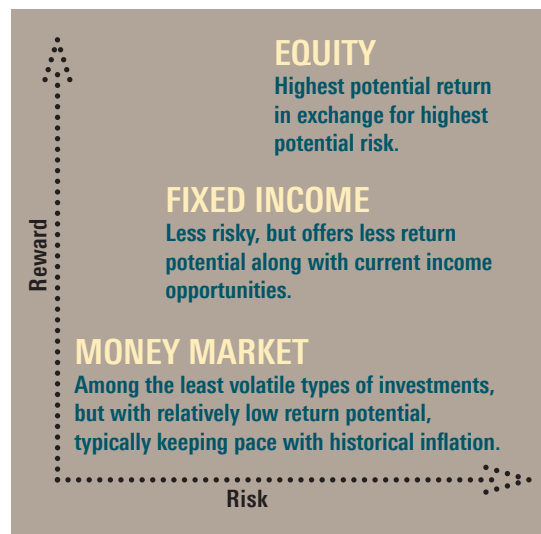 EQUITY
Highest potential return
in exchange for highest
potential risk.
FIXED INCOME
Less risky, but offers less return
potential along with current income
opportunities.
Reward
MONEY MARKET
Among the least volatile types of investments,
but with relatively low return potential,
typically keeping pace with historical inflation.
Risk